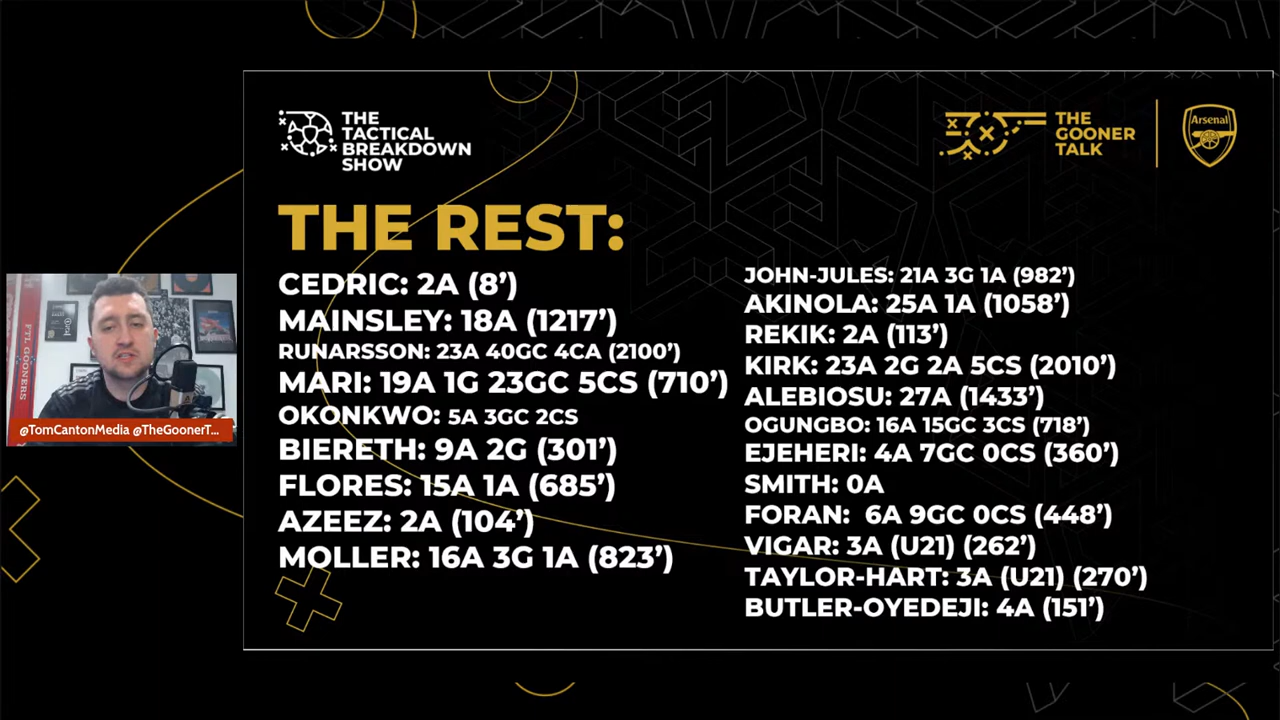 THE
TACTICAL
BREAKDOWN
SHOW
THE
GOONER
TALK
Arsenal
THE REST:
CEDRIC: 2A (8’)
MAINSLEY: 18A (1217’)
RUNARSSON: 23A 40GC 4CA (2100’)
MARI: 19A 1G 23GC 5CS (710’)
OKONKWO: 5A 3GC 2CS
BIERETH: 9A 2G (301’)
FLORES: 15A 1A (685’)
AZEEZ: 2A (104’)
MOLLER: 16A 3G 1A (823’)
JOHN-JULES: 21A 3G 1A (982’)
AKINOLA: 25A 1A (1058’)
REKIK: 2A (113’)
KIRK: 23A 2G 2A 5CS (2010’)
ALEBIOSU: 27A (1433’)
OGUNGBO: 16A 15GC 3CS (718’)
EJEHERI: 4A 7GC 0CS (360’)
SMITH: 0A
FORAN: 6A 9GC 0CS (448’)
VIGAR: 3A (U21) (262’)
TAYLOR-HART: 3A (U21) (270’)
BUTLER-OYEDEJI: 4A (151’)
FTL GOONERS
@TomCantonMedia @TheGoonerT...